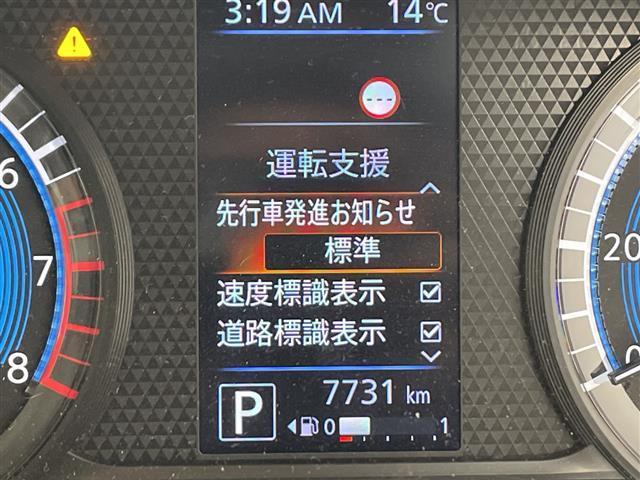 3:19 AM 14℃
!
---
運転支援
先行車発進お知らせ
標準
速度標識表示
道路標識表示
P 7731 km
0 1
6
7
8
20
0